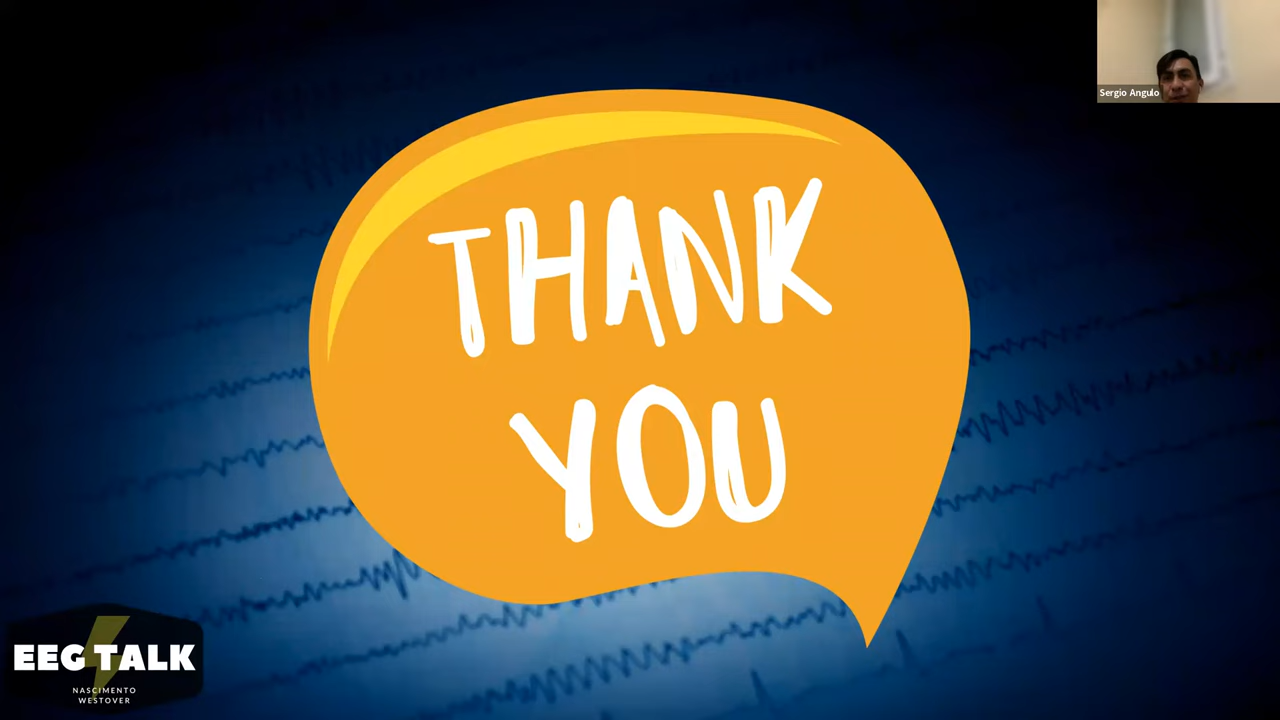 Sergio Angulo
THANK
YOU
EEG TALK
NASCIMENTO
WESTOVER